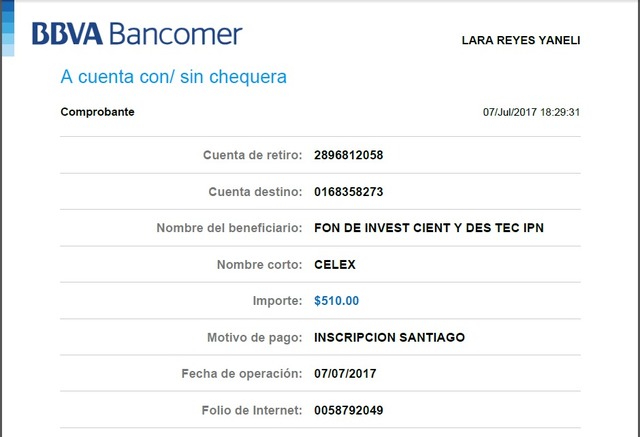 BBVA Bancomer
LARA REYES YANELI
A cuenta con/ sin chequera
Comprobante 07/Jul/2017 18:29:31
Cuenta de retiro: 2896812058
Cuenta destino: 0168358273
Nombre del beneficiario: FON DE INVEST CIENT Y DES TEC IPN
Nombre corto: CELEX
Importe: $510.00
Motivo de pago: INSCRIPCION SANTIAGO
Fecha de operación: 07/07/2017
Folio de Internet: 0058792049